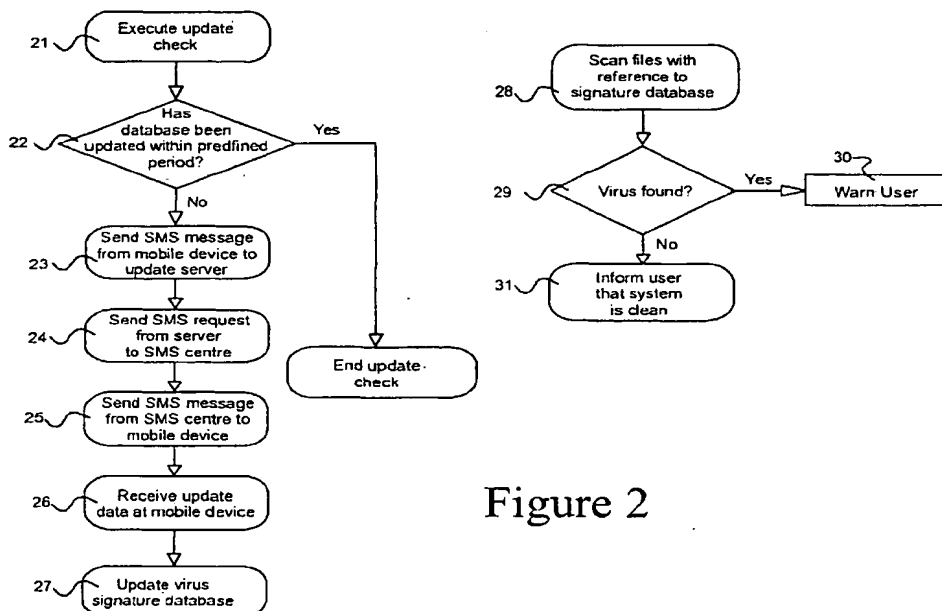 21
Execute update
check
22
Has
database been
updated within predfined
period?
Yes
No
23
Send SMS message
from mobile device to
update server
24
Send SMS request
from server
to SMS centre
End update
check
25
Send SMS message
from SMS centre to
mobile device
26
Receive update
data at mobile device
27
Update virus
signature database
28
Scan files with
reference to
signature database
29
Virus found?
Yes
30
Warn User
No
31
Inform user
that system
is clean
Figure 2